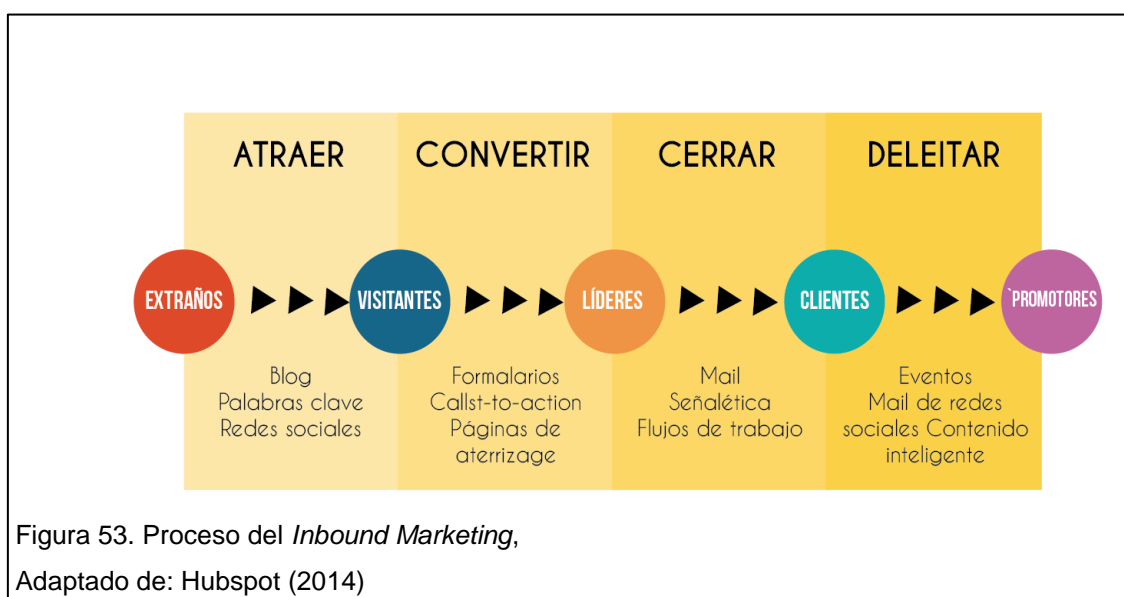 ATRAER
CONVERTIR
CERRAR
DELEITAR
EXTRAÑOS
VISITANTES
LÍDERES
CLIENTES
`PROMOTORES
Blog
Palabras clave
Redes sociales
Formalarios
Callst-to-action
Páginas de
aterrizage
Mail
Señalética
Flujos de trabajo
Eventos
Mail de redes
sociales Contenido
inteligente
Figura 53. Proceso del Inbound Marketing,
Adaptado de: Hubspot (2014)